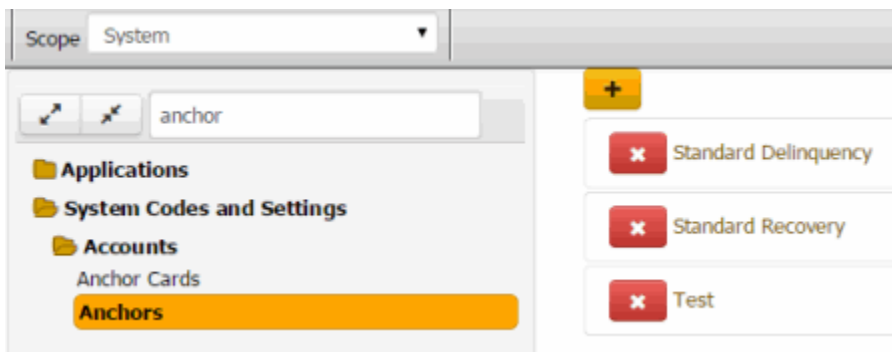 Scope System
anchor
Applications
System Codes and Settings
Accounts
Anchor Cards
Anchors
+
Standard Delinquency
Standard Recovery
Test